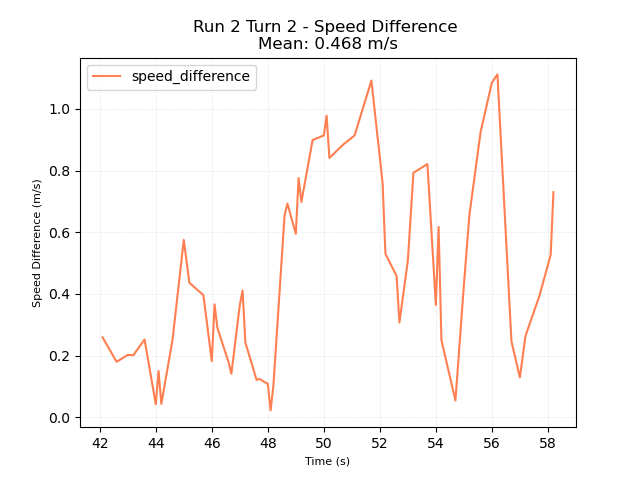 Run 2 Turn 2 - Speed Difference
Mean: 0.468 m/s
speed_difference
1.0
0.8
0.6
0.4
0.2
0.0
Speed Difference (m/s)
42 44 46 48 50 52 54 56 58
Time (s)